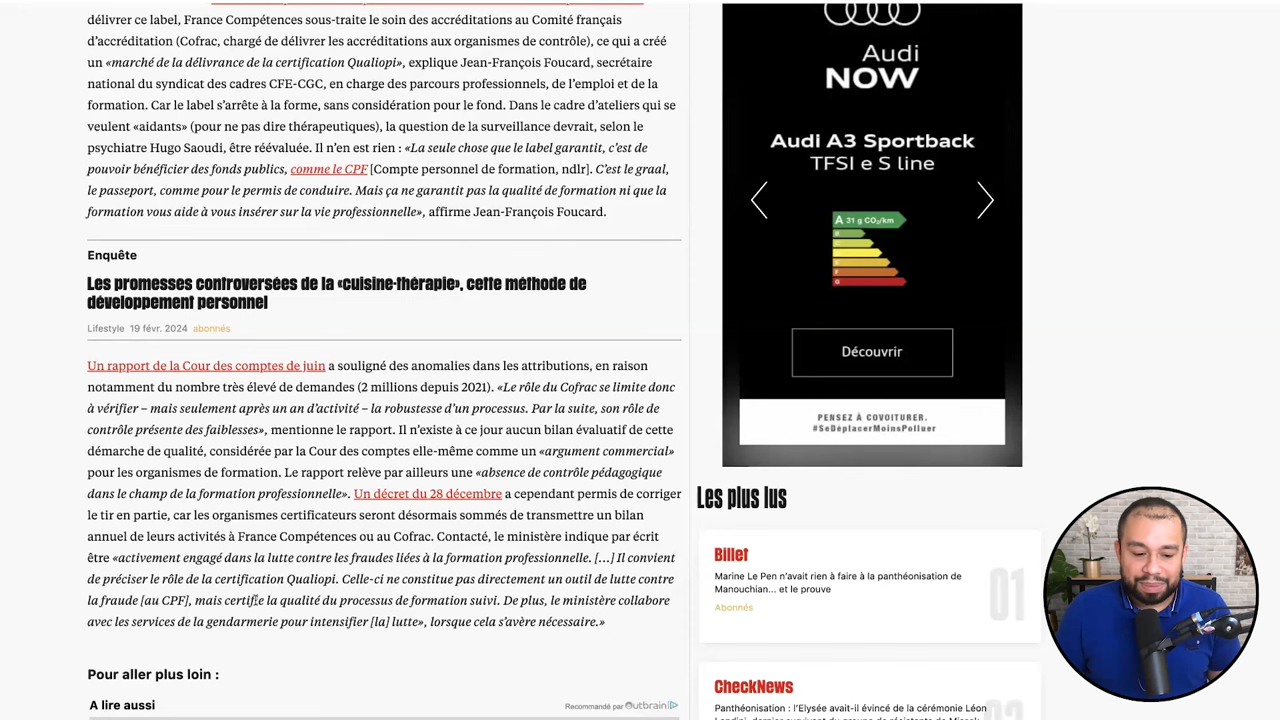 délivrer ce label, France Compétences sous-traite le soin des accréditations au Comité français
d’accréditation (Cofrac, chargé de délivrer les accréditations aux organismes de contrôle), ce qui a créé
un «marché de la délivrance de la certification Qualiopi», explique Jean-François Foucard, secrétaire
national du syndicat des cadres CFE-CGC, en charge des parcours professionnels, de l’emploi et de la
formation. Car le label s’arrête à la forme, sans considération pour le fond. Dans le cadre d’ateliers qui se
veulent «aidants» (pour ne pas dire thérapeutiques), la question de la surveillance devrait, selon le
psychiatre Hugo Saoudi, être réévaluée. Il n’en est rien : «La seule chose que le label garantit, c’est de
pouvoir bénéficier des fonds publics, comme le CPF [Compte personnel de formation, ndlr]. C’est le graal,
le passeport, comme pour le permis de conduire. Mais ça ne garantit pas la qualité de formation ni que la
formation vous aide à vous insérer sur la vie professionnelle», affirme Jean-François Foucard.
Enquête
Les promesses controversées de la «cuisine-thérapie», cette méthode de
développement personnel
Lifestyle 19 févr. 2024 abonnés
Un rapport de la Cour des comptes de juin a souligné des anomalies dans les attributions, en raison
notamment du nombre très élevé de demandes (2 millions depuis 2021). «Le rôle du Cofrac se limite donc
à vérifier – mais seulement après un an d’activité – la robustesse d’un processus. Par la suite, son rôle de
contrôle présente des faiblesses», mentionne le rapport. Il n’existe à ce jour aucun bilan évaluatif de cette
démarche de qualité, considérée par la Cour des comptes elle-même comme un «argument commercial»
pour les organismes de formation. Le rapport relève par ailleurs une «absence de contrôle pédagogique
dans le champ de la formation professionnelle». Un décret du 28 décembre a cependant permis de corriger
le tir en partie, car les organismes certificateurs seront désormais sommés de transmettre un bilan
annuel de leurs activités à France Compétences ou au Cofrac. Contacté, le ministère indique par écrit
être «activement engagé dans la lutte contre les fraudes liées à la formation professionnelle. […] Il convient
de préciser le rôle de la certification Qualiopi. Celle-ci ne constitue pas directement un outil de lutte contre
la fraude [au CPF], mais certifie la qualité du processus de formation suivi. De plus, le ministère collabore
avec les services de la gendarmerie pour intensifier [la] lutte», lorsque cela s’avère nécessaire.»
Pour aller plus loin :
A lire aussi
Recommandé par Outbrain
Audi
NOW
Audi A3 Sportback
TFSI e S line
A 31 g CO₂/km
B
C
D
E
F
G
Découvrir
PENSEZ À COVOITURER.
#SeDéplacerMoinsPolluer
Les plus lus
Billet
Marine Le Pen n’avait rien à faire à la panthéonisation de
Manouchian... et le prouve
Abonnés
01
CheckNews
Panthéonisation : l’Elysée avait-il évincé de la cérémonie Léon